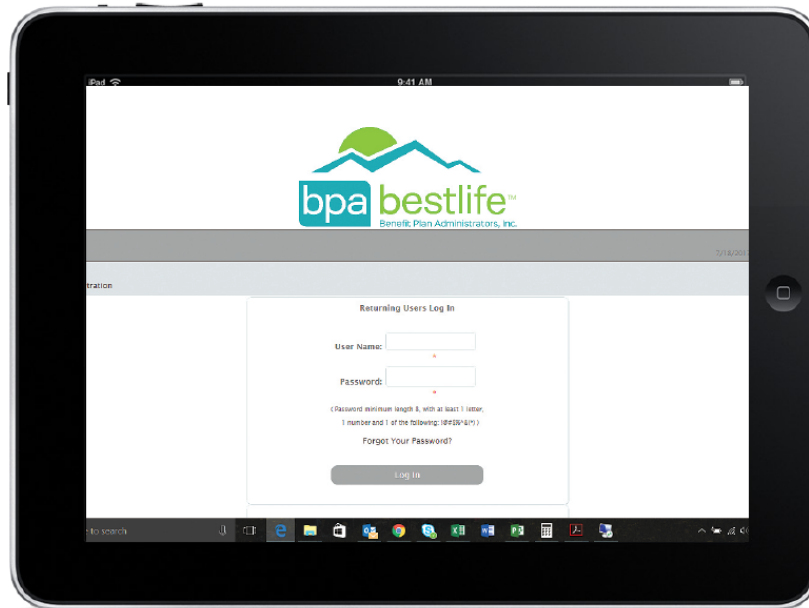 iPad 9:41 AM
bpa bestlife™
Benefit Plan Administrators, Inc.
tration
Returning Users Log In
User Name:
*
Password:
*
( Password minimum length 8, with at least 1 letter,
1 number and 1 of the following: !@#$%^&(*) )
Forgot Your Password?
Log In
to search